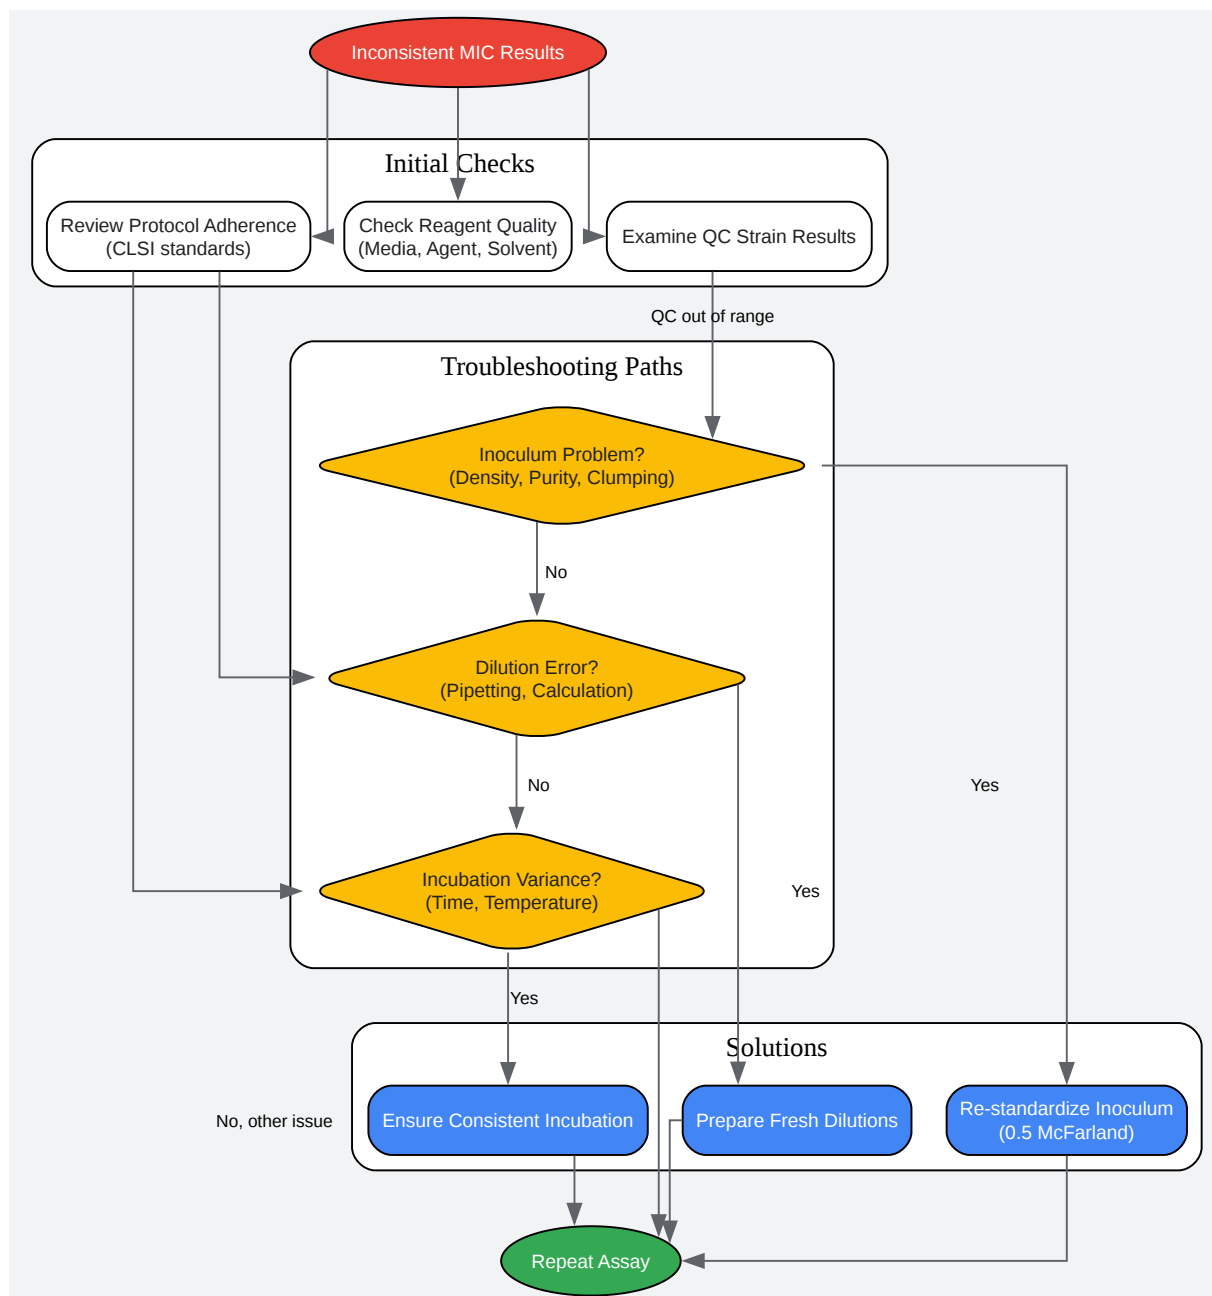 Inconsistent MIC Results
Initial Checks
Review Protocol Adherence
(CLSI standards)
Check Reagent Quality
(Media, Agent, Solvent)
Examine QC Strain Results
QC out of range
Troubleshooting Paths
Inoculum Problem?
(Density, Purity, Clumping)
No
Dilution Error?
(Pipetting, Calculation)
No
Yes
Incubation Variance?
(Time, Temperature)
Yes
Yes
Solutions
No, other issue
Ensure Consistent Incubation
Prepare Fresh Dilutions
Re-standardize Inoculum
(0.5 McFarland)
Repeat Assay